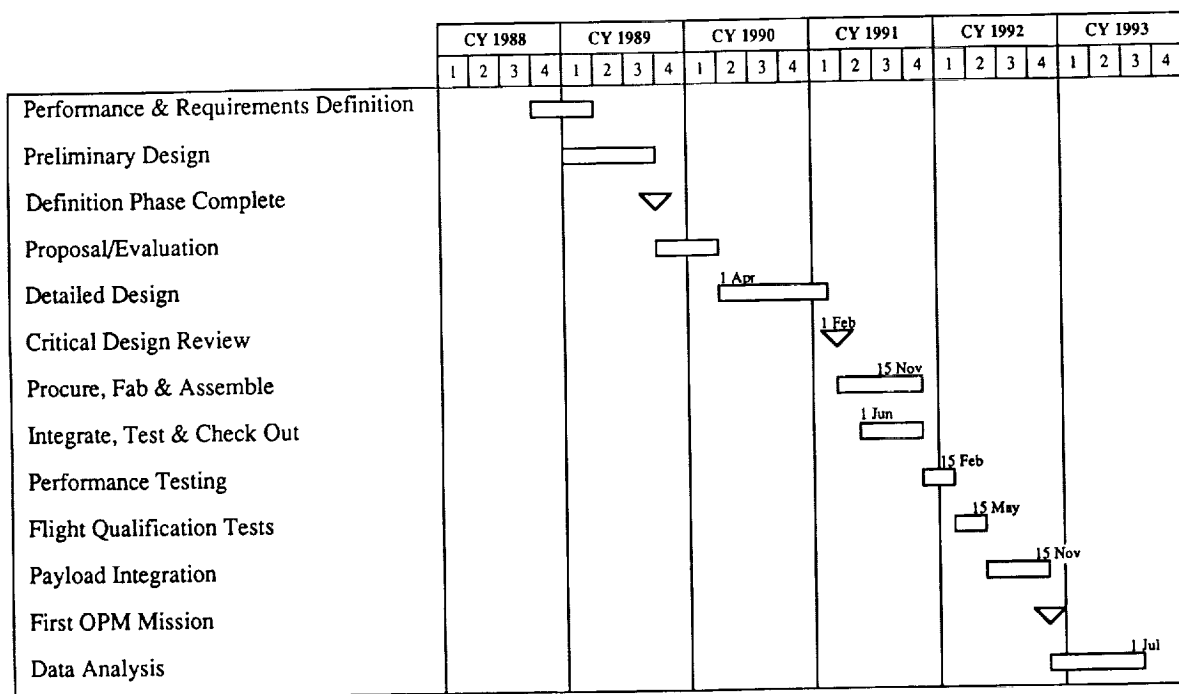 CY 1988 CY 1989 CY 1990 CY 1991 CY 1992 CY 1993
1 2 3 4 1 2 3 4 1 2 3 4 1 2 3 4 1 2 3 4 1 2 3 4
Performance & Requirements Definition
Preliminary Design
Definition Phase Complete
Proposal/Evaluation
Detailed Design 1 Apr
Critical Design Review 1 Feb
Procure, Fab & Assemble 15 Nov
Integrate, Test & Check Out 1 Jun
Performance Testing 15 Feb
Flight Qualification Tests 15 May
Payload Integration 15 Nov
First OPM Mission
Data Analysis 1 Jul